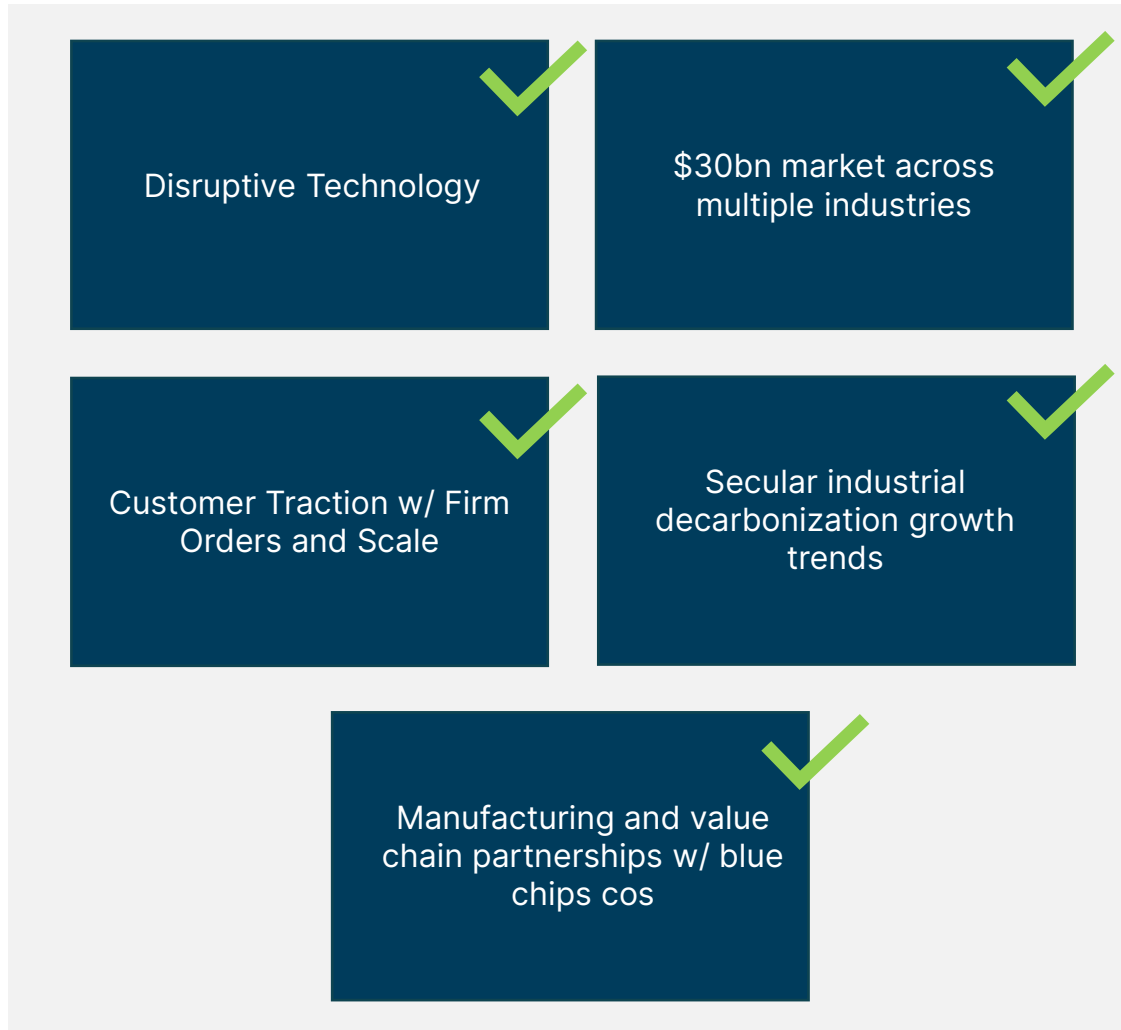 Disruptive Technology
$30bn market across
multiple industries
Customer Traction w/ Firm
Orders and Scale
Secular industrial
decarbonization growth
trends
Manufacturing and value
chain partnerships w/ blue
chips cos